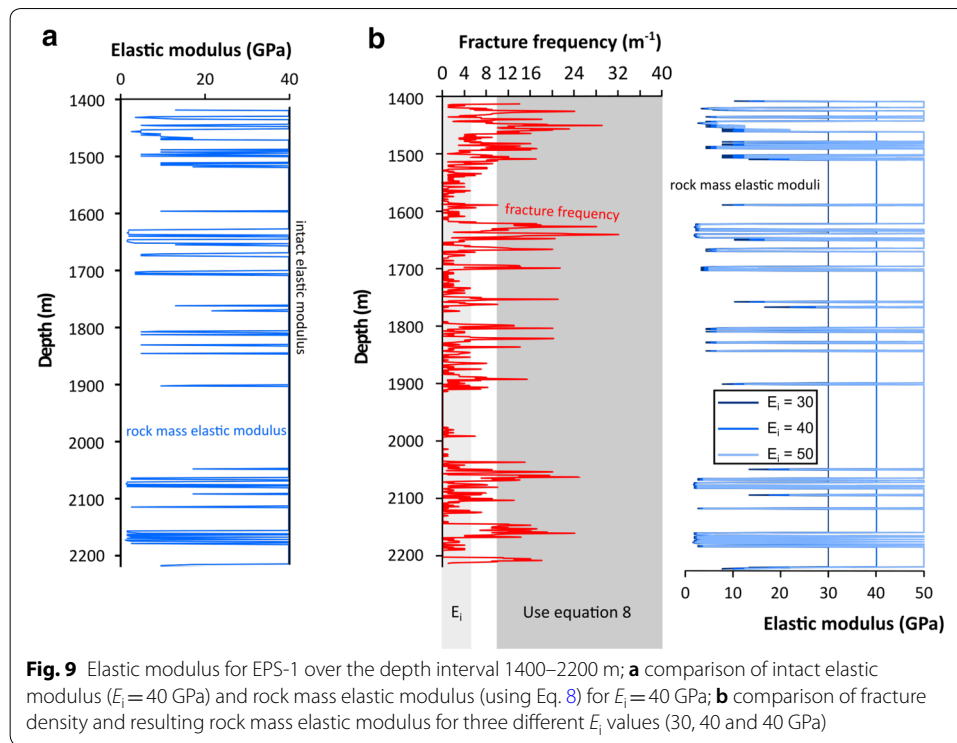 a
Elastic modulus (GPa)
0 20 40
1400
1500
1600
1700
1800
1900
2000
2100
2200
Depth (m)
intact elastic modulus
rock mass elastic modulus
b
Fracture frequency (m-1)
0 4 8 12 16 24 32 40
1400
1500
1600
1700
1800
1900
2000
2100
2200
Depth (m)
fracture frequency
Ei
Use equation 8
rock mass elastic moduli
Ei = 30
Ei = 40
Ei = 50
0 10 20 30 40 50
Elastic modulus (GPa)
Fig. 9 Elastic modulus for EPS-1 over the depth interval 1400–2200 m; a comparison of intact elastic
modulus (Ei = 40 GPa) and rock mass elastic modulus (using Eq. 8) for Ei = 40 GPa; b comparison of fracture
density and resulting rock mass elastic modulus for three different Ei values (30, 40 and 40 GPa)